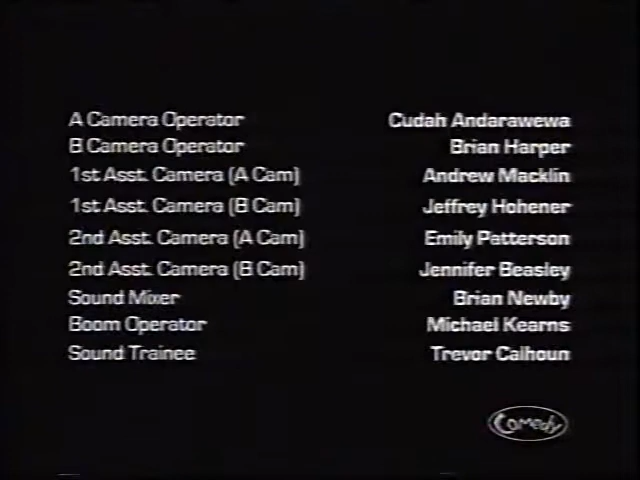 A Camera Operator Cudah Andarawewa
B Camera Operator Brian Harper
1st Asst. Camera (A Cam) Andrew Macklin
1st Asst. Camera (B Cam) Jeffrey Hohener
2nd Asst. Camera (A Cam) Emily Patterson
2nd Asst. Camera (B Cam) Jennifer Beasley
Sound Mixer Brian Newby
Boom Operator Michael Kearns
Sound Trainee Trevor Calhoun
Comedy